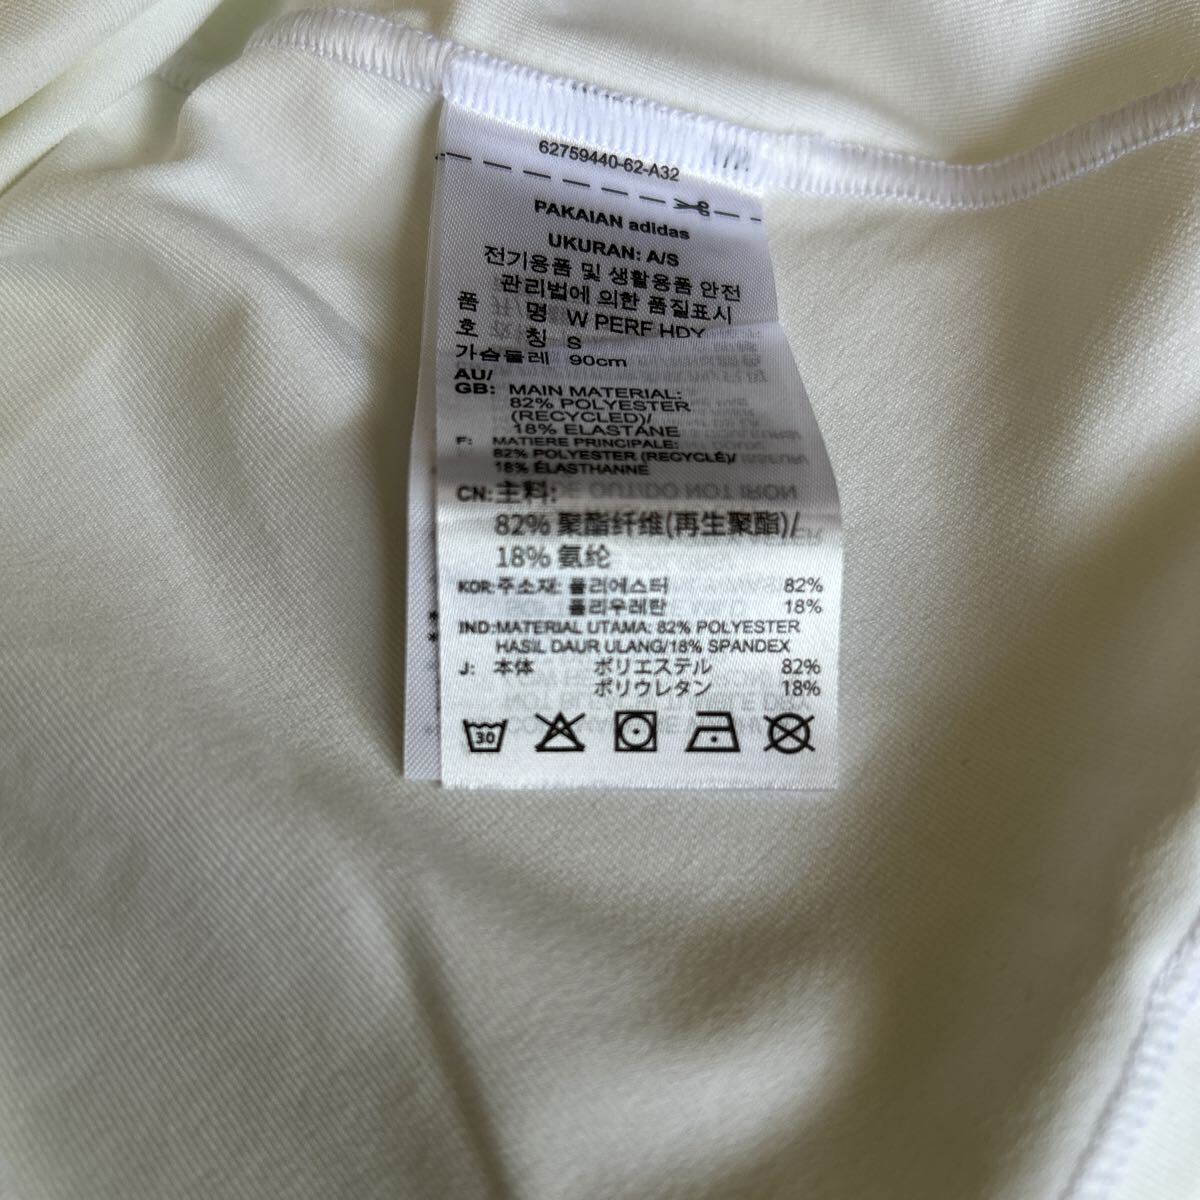 62759440-62-A32
PAKAIAN adidas
UKURAN: A/S
전기용품 및 생활용품 안전
관리법에 의한 품질표시
품 명 W PERF HDY
호 칭 S
가슴둘레 90cm
AU/
GB: MAIN MATERIAL:
82% POLYESTER
(RECYCLED)/
18% ELASTANE
F: MATIERE PRINCIPALE:
82% POLYESTER (RECYCLÉ)/
18% ÉLASTHANNE
CN: 主料:
82% 聚酯纤维(再生聚酯)/
18% 氨纶
KOR: 주소재: 폴리에스터 82%
폴리우레탄 18%
IND: MATERIAL UTAMA: 82% POLYESTER
HASIL DAUR ULANG/18% SPANDEX
J: 本体 ポリエステル 82%
ポリウレタン 18%
30